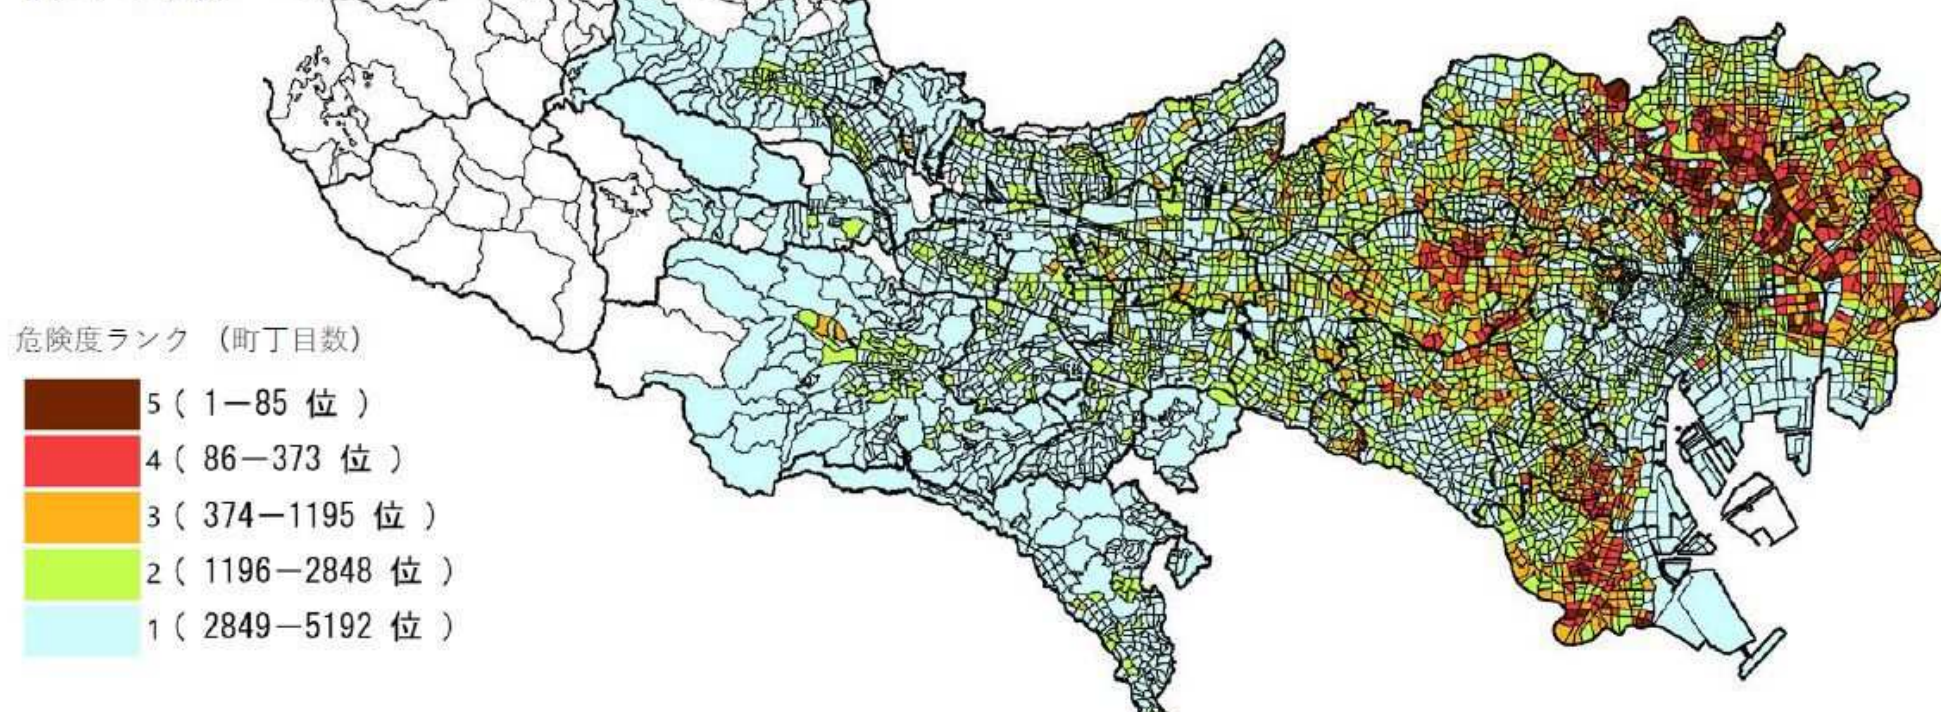 危険度ランク （町丁目数）
5（ 1－85 位 ）
4（ 86－373 位 ）
3（ 374－1195 位 ）
2（ 1196－2848 位 ）
1（ 2849－5192 位 ）